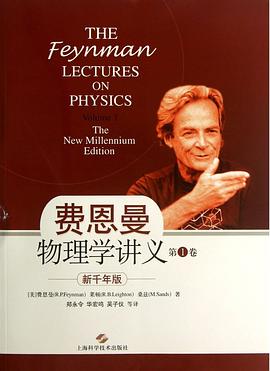 THE
Feynman
LECTURES
ON
PHYSICS
Volume 1
The
New Millennium
Edition
费恩曼
物理学讲义 第1卷
新千年版
[美]费恩曼(R.P.Feynman) 莱顿(R.B.Leighton) 桑兹(M.Sands) 著
郑永令 华宏鸣 吴子仪 等译
上海科学技术出版社